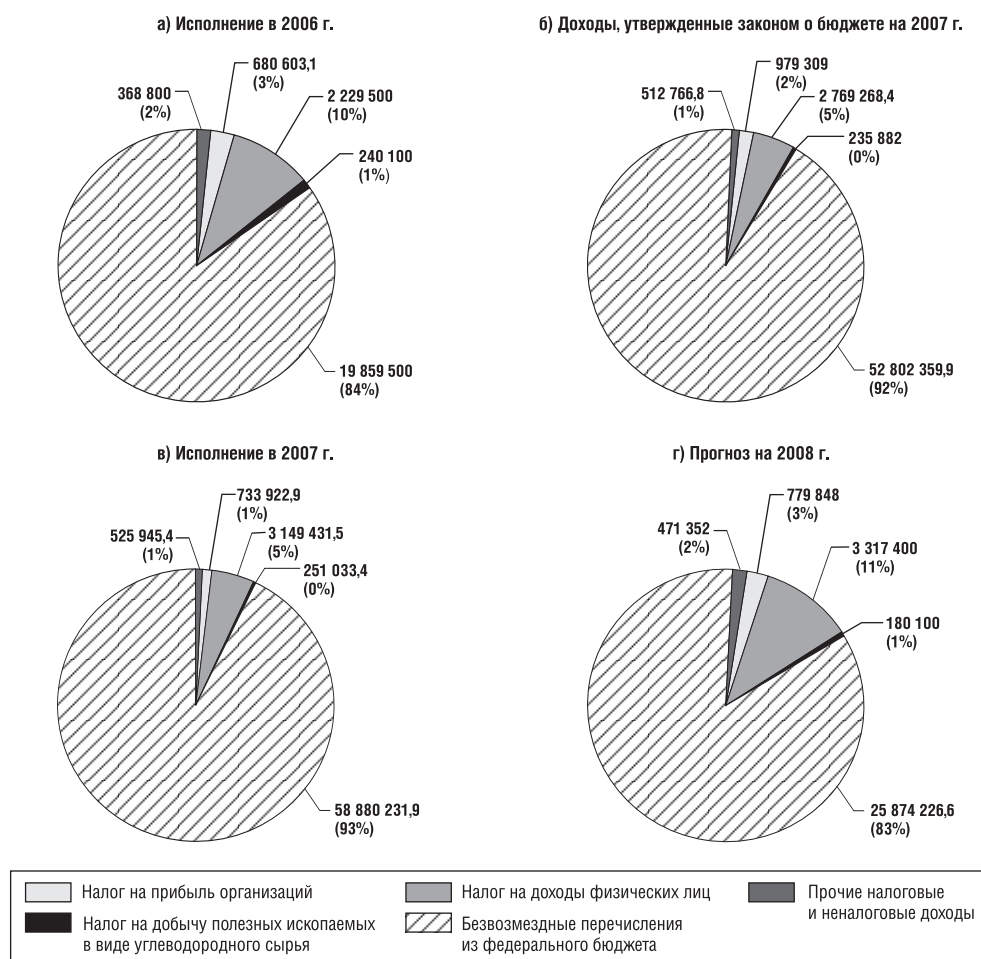 а) Исполнение в 2006 г.
680 603,1
(3%)
368 800
(2%)
2 229 500
(10%)
240 100
(1%)
19 859 500
(84%)
б) Доходы, утвержденные законом о бюджете на 2007 г.
979 309
(2%)
512 766,8
(1%)
2 769 268,4
(5%)
235 882
(0%)
52 802 359,9
(92%)
в) Исполнение в 2007 г.
733 922,9
(1%)
525 945,4
(1%)
3 149 431,5
(5%)
251 033,4
(0%)
58 880 231,9
(93%)
г) Прогноз на 2008 г.
779 848
(3%)
471 352
(2%)
3 317 400
(11%)
180 100
(1%)
25 874 226,6
(83%)
Налог на прибыль организаций
Налог на доходы физических лиц
Прочие налоговые
и неналоговые доходы
Налог на добычу полезных ископаемых
в виде углеводородного сырья
Безвозмездные перечисления
из федерального бюджета